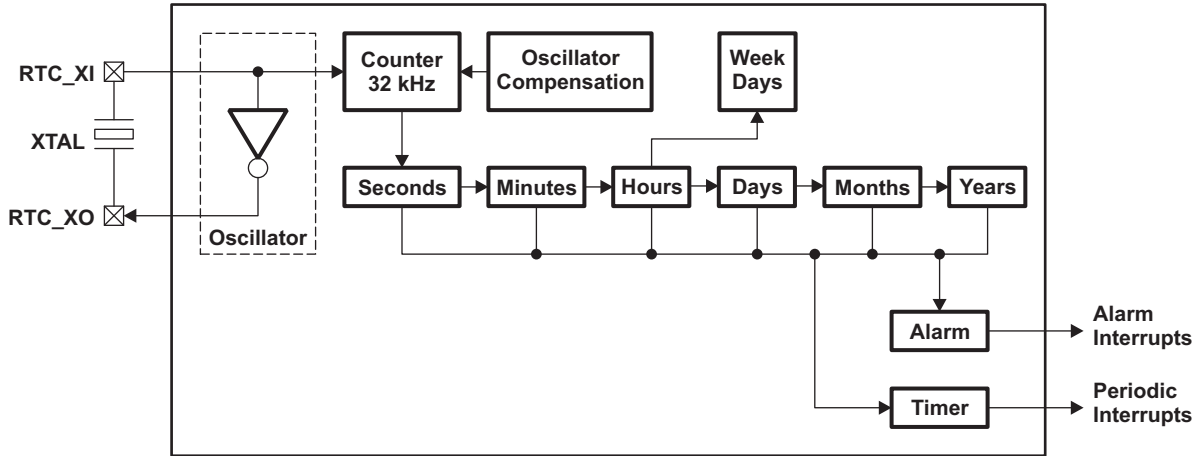 RTC_XI
XTAL
RTC_XO
Oscillator
Counter
32 kHz
Oscillator
Compensation
Week
Days
Seconds
Minutes
Hours
Days
Months
Years
Alarm
Alarm
Interrupts
Timer
Periodic
Interrupts